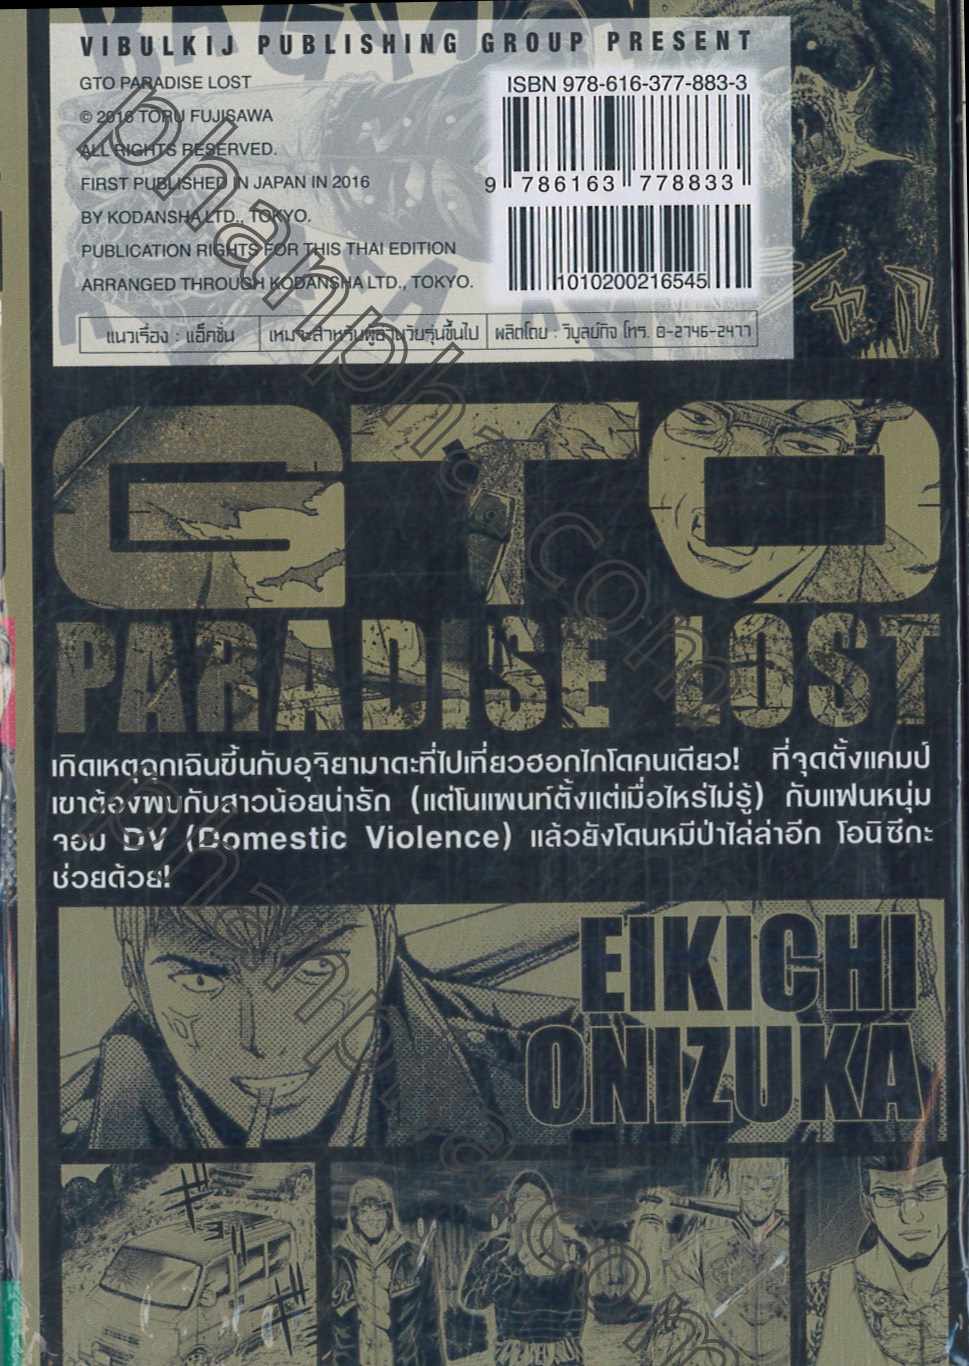 VIBULKIJ PUBLISHING GROUP PRESENT
GTO PARADISE LOST
© 2016 TORU FUJISAWA
ALL RIGHTS RESERVED.
FIRST PUBLISHED IN JAPAN IN 2016
BY KODANSHA LTD., TOKYO.
PUBLICATION RIGHTS FOR THIS THAI EDITION
ARRANGED THROUGH KODANSHA LTD., TOKYO.
ISBN 978-616-377-883-3
9 786163 778833
1010200216545
แนวเรื่อง : แอ็คชั่น เหมาะสำหรับผู้อ่านวัยรุ่นขึ้นไป ผลิตโดย : วิบูลย์กิจ โทร. 0-2746-2477
GTO
PARADISE LOST
เกิดเหตุฉุกเฉินขึ้นกับอุจิยามาดะที่ไปเที่ยวฮอกไกโดคนเดียว! ที่จุดตั้งแคมป์
เขาต้องพบกับสาวน้อยน่ารัก (แต่โนแพนท์ตั้งแต่เมื่อไหร่ไม่รู้) กับแฟนหนุ่ม
จอม DV (Domestic Violence) แล้วยังโดนหมีป่าไล่ล่าอีก โอนิซึกะ
ช่วยด้วย!
EIKICHI
ONIZUKA
phanpha.com
phanpha.com